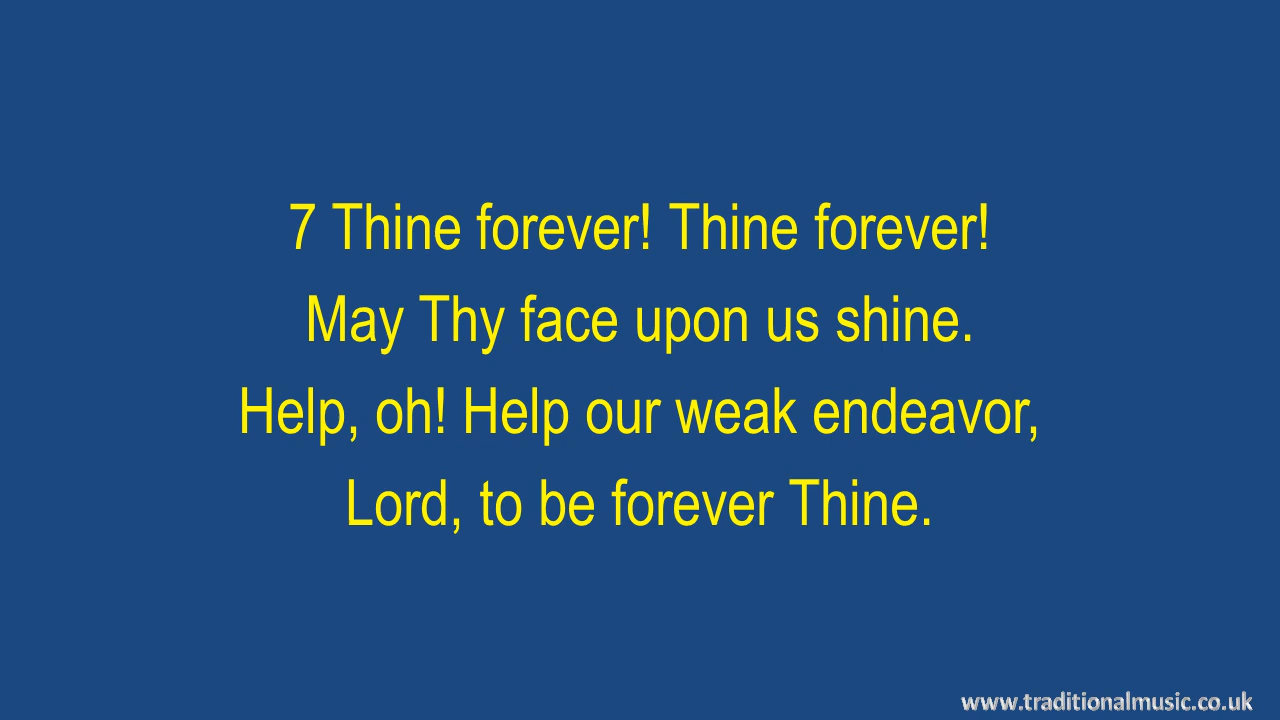 7 Thine forever! Thine forever!
May Thy face upon us shine.
Help, oh! Help our weak endeavor,
Lord, to be forever Thine.
www.traditionalmusic.co.uk